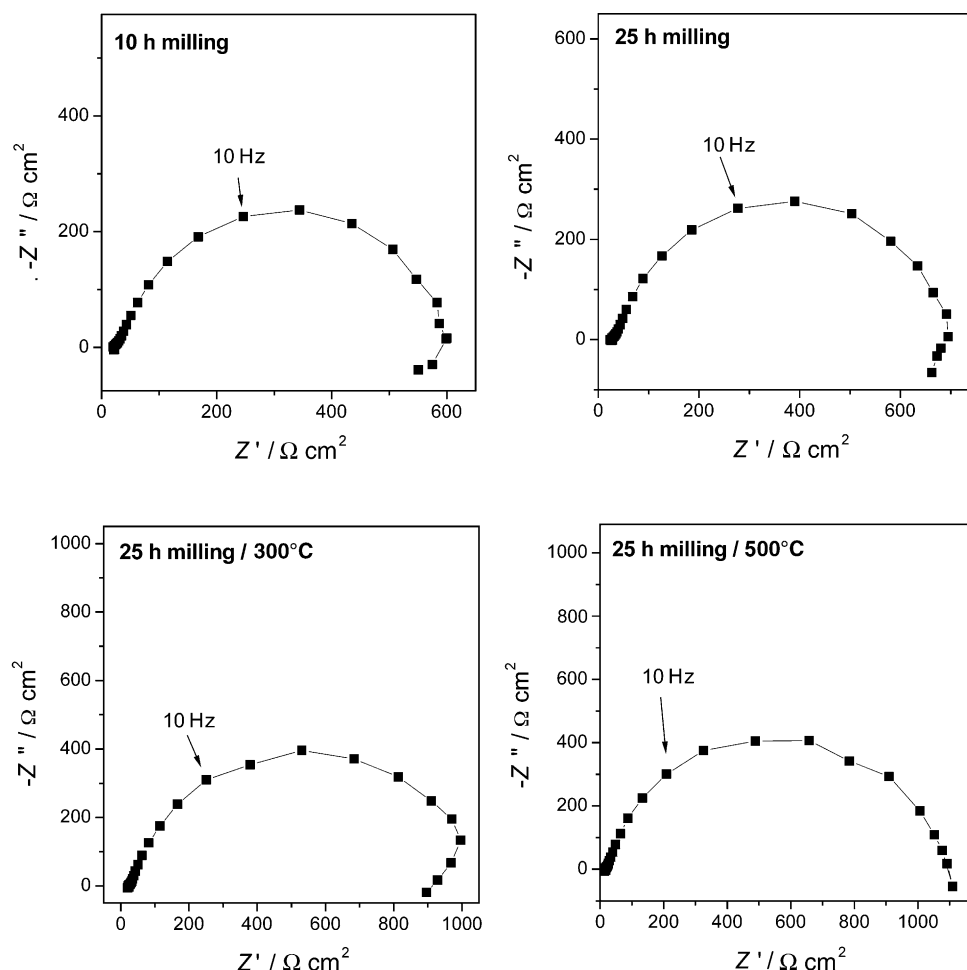 10 h milling
400
200
0
10 Hz
. -Z " / Ω cm²
0 200 400 600
Z ' / Ω cm²
25 h milling
600
400
200
0
10 Hz
-Z " / Ω cm²
0 200 400 600
Z ' / Ω cm²
25 h milling / 300°C
1000
800
600
400
200
0
10 Hz
-Z " / Ω cm²
0 200 400 600 800 1000
Z ' / Ω cm²
25 h milling / 500°C
1000
800
600
400
200
0
10 Hz
-Z " / Ω cm²
0 200 400 600 800 1000
Z ' / Ω cm²